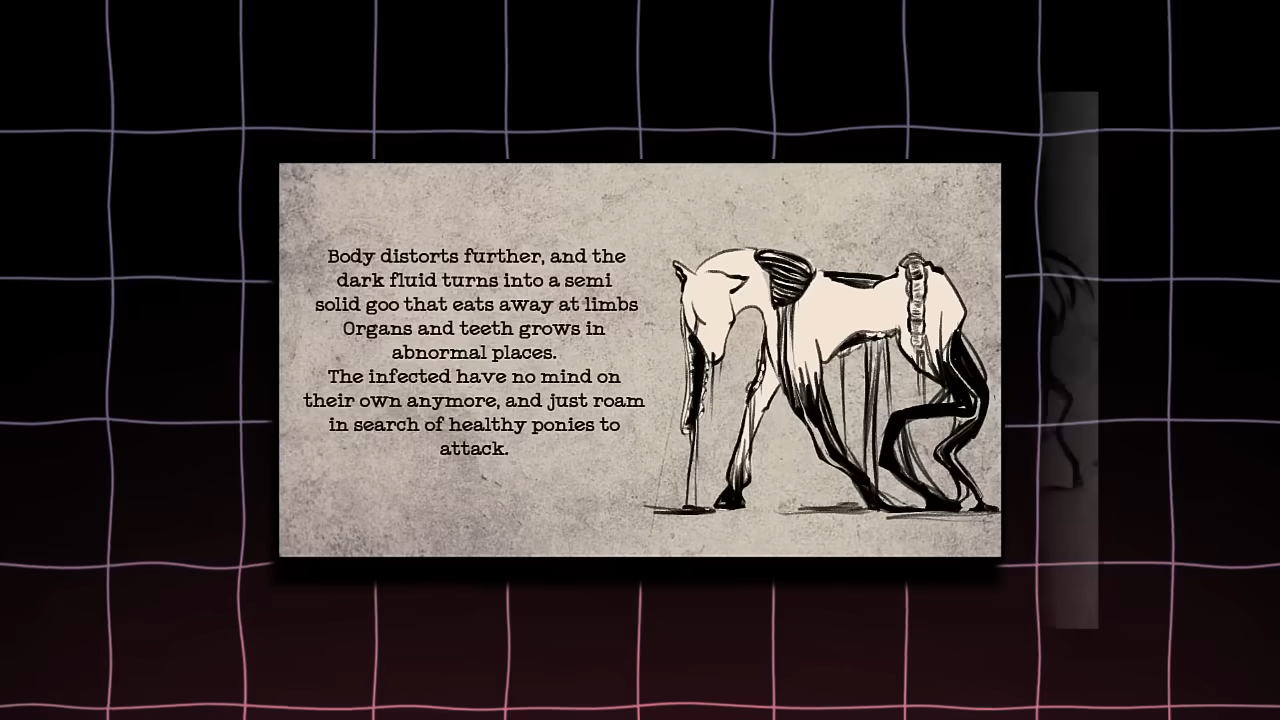 Body distorts further, and the
dark fluid turns into a semi
solid goo that eats away at limbs
Organs and teeth grows in
abnormal places.
The infected have no mind on
their own anymore, and just roam
in search of healthy ponies to
attack.